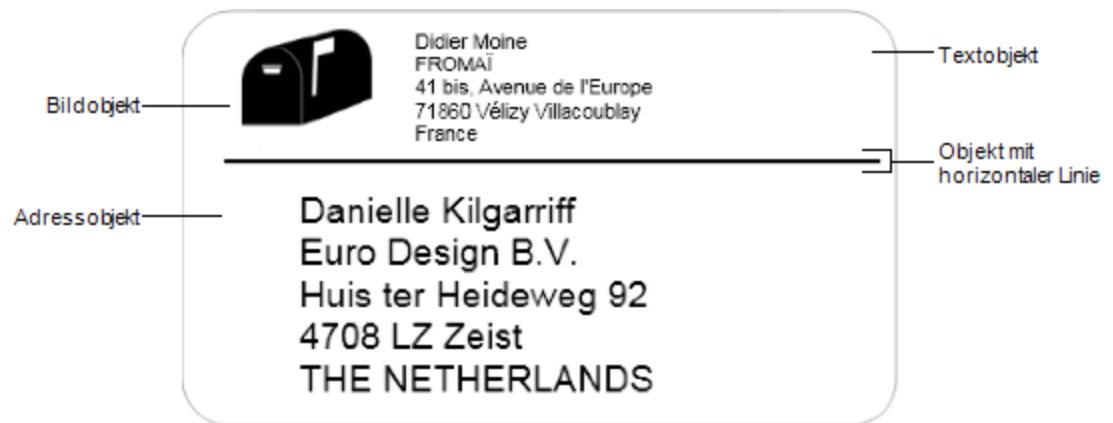 Didier Moine
FROMAÏ
41 bis, Avenue de l'Europe
71860 Vélizy Villacoublay
France
Textobjekt
Bildobjekt
Objekt mit
horizontaler Linie
Adressobjekt
Danielle Kilgarriff
Euro Design B.V.
Huis ter Heideweg 92
4708 LZ Zeist
THE NETHERLANDS